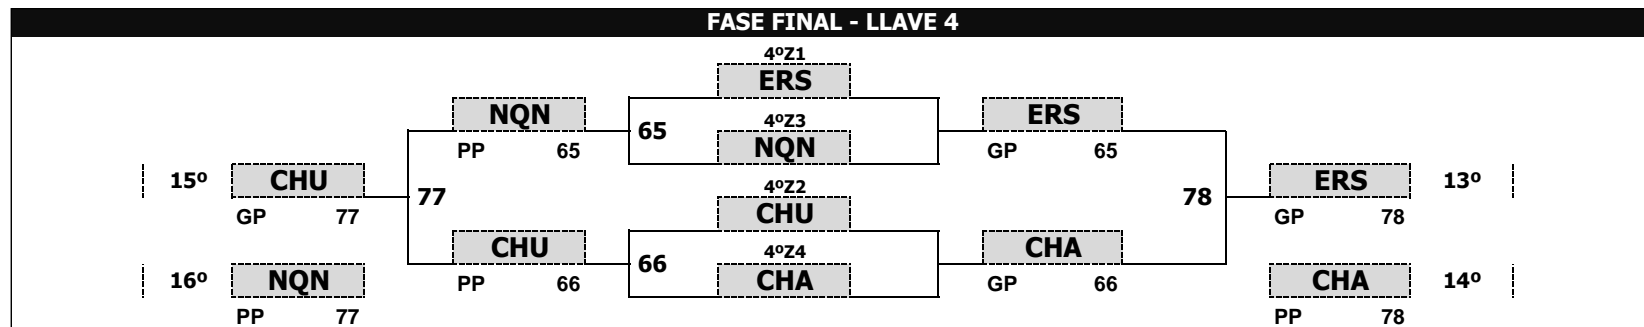 FASE FINAL - LLAVE 4
4ºZ1
ERS
NQN 65 4ºZ3 ERS
PP 65 NQN GP 65
15º CHU 77 4ºZ2 78 ERS 13º
GP 77 CHU GP 78
CHU 66 4ºZ4 CHA
PP 66 CHA GP 66
16º NQN CHA 14º
PP 77 PP 78